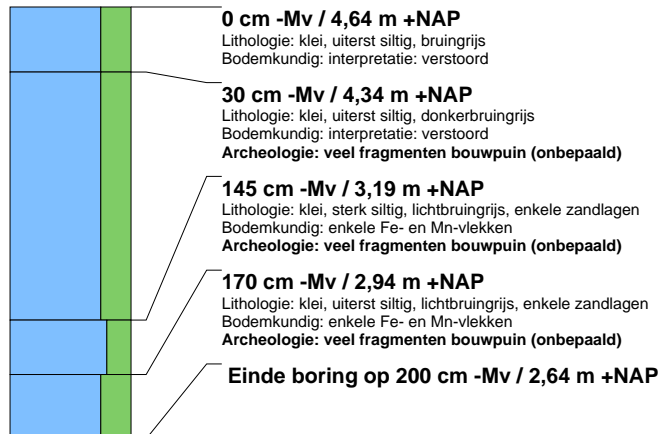 0 cm -Mv / 4,64 m +NAP
Lithologie: klei, uiterst siltig, bruingrijs
Bodemkundig: interpretatie: verstoord
30 cm -Mv / 4,34 m +NAP
Lithologie: klei, uiterst siltig, donkerbruingrijs
Bodemkundig: interpretatie: verstoord
Archeologie: veel fragmenten bouwpuin (onbepaald)
145 cm -Mv / 3,19 m +NAP
Lithologie: klei, sterk siltig, lichtbruingrijs, enkele zandlagen
Bodemkundig: enkele Fe- en Mn-vlekken
Archeologie: veel fragmenten bouwpuin (onbepaald)
170 cm -Mv / 2,94 m +NAP
Lithologie: klei, uiterst siltig, lichtbruingrijs, enkele zandlagen
Bodemkundig: enkele Fe- en Mn-vlekken
Archeologie: veel fragmenten bouwpuin (onbepaald)
Einde boring op 200 cm -Mv / 2,64 m +NAP